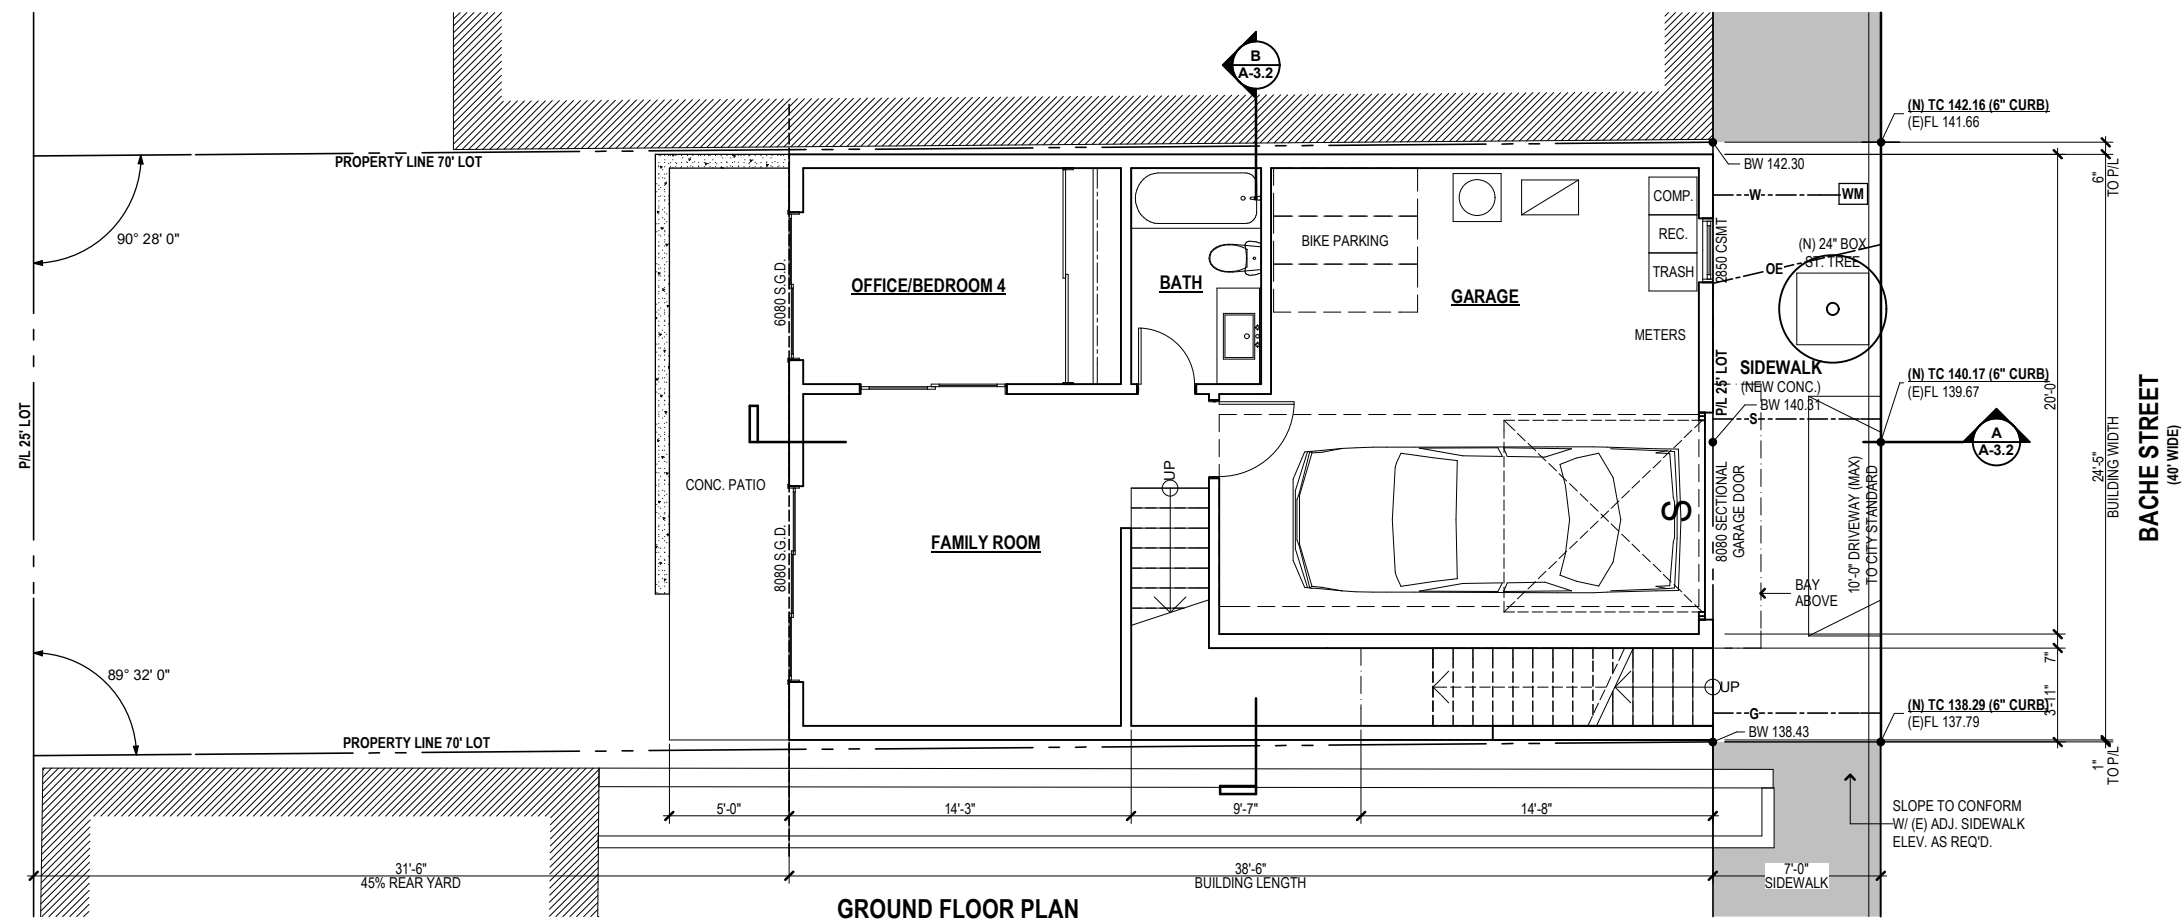 B
A-3.2
(N) TC 142.16 (6" CURB)
(E)FL 141.66
PROPERTY LINE 70' LOT
BW 142.30
6"
TO P/L
W
WM
COMP.
REC.
TRASH
2850 CSMT
90° 28' 0"
BIKE PARKING
(N) 24" BOX
ST. TREE
OE
6080 S.G.D.
OFFICE/BEDROOM 4
BATH
GARAGE
METERS
P/L 25' LOT
SIDEWALK
(NEW CONC.)
BW 140.31
S
(N) TC 140.17 (6" CURB)
(E)FL 139.67
20'-0"
P/L 25' LOT
A
A-3.2
24'-5"
BUILDING WIDTH
BACHE STREET
(40' WIDE)
UP
CONC. PATIO
8080 SECTIONAL
GARAGE DOOR
10'-0" DRIVEWAY (MAX)
TO CITY STANDARD
S
FAMILY ROOM
8080 S.G.D.
BAY
ABOVE
89° 32' 0"
7"
UP
3'-11"
G
(N) TC 138.29 (6" CURB)
(E)FL 137.79
BW 138.43
PROPERTY LINE 70' LOT
1"
TO P/L
5'-0"
14'-3"
9'-7"
14'-8"
SLOPE TO CONFORM
W/ (E) ADJ. SIDEWALK
ELEV. AS REQ'D.
31'-6"
45% REAR YARD
38'-6"
BUILDING LENGTH
7'-0"
SIDEWALK
GROUND FLOOR PLAN